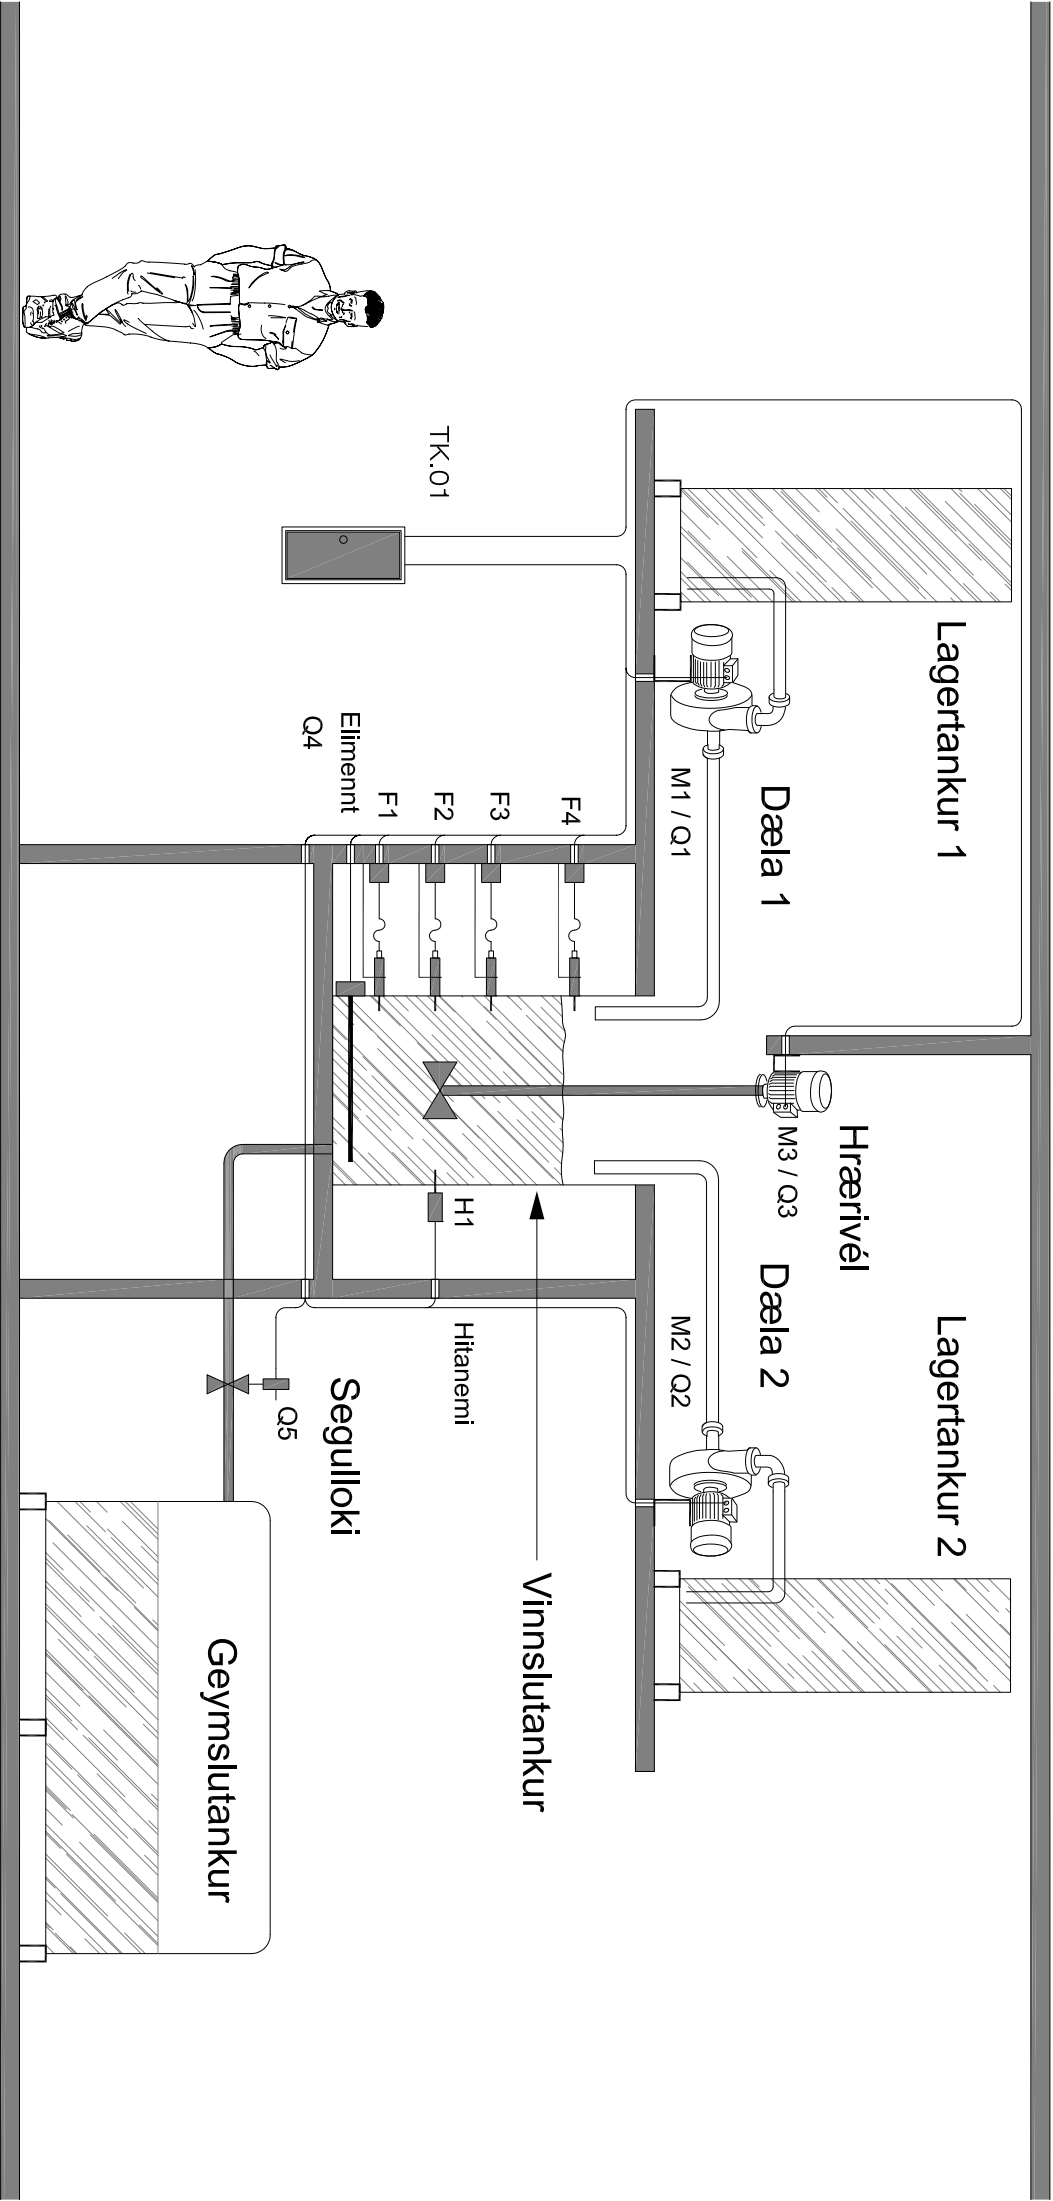 Lagertankur 1
Lagertankur 2
Hrærivél
Dæla 1
Dæla 2
M3 / Q3
M1 / Q1
M2 / Q2
F4
F3
F2
F1
Elimennt
Q4
TK.01
Vinnslutankur
H1
Hitanemi
Segulloki
Q5
Geymslutankur